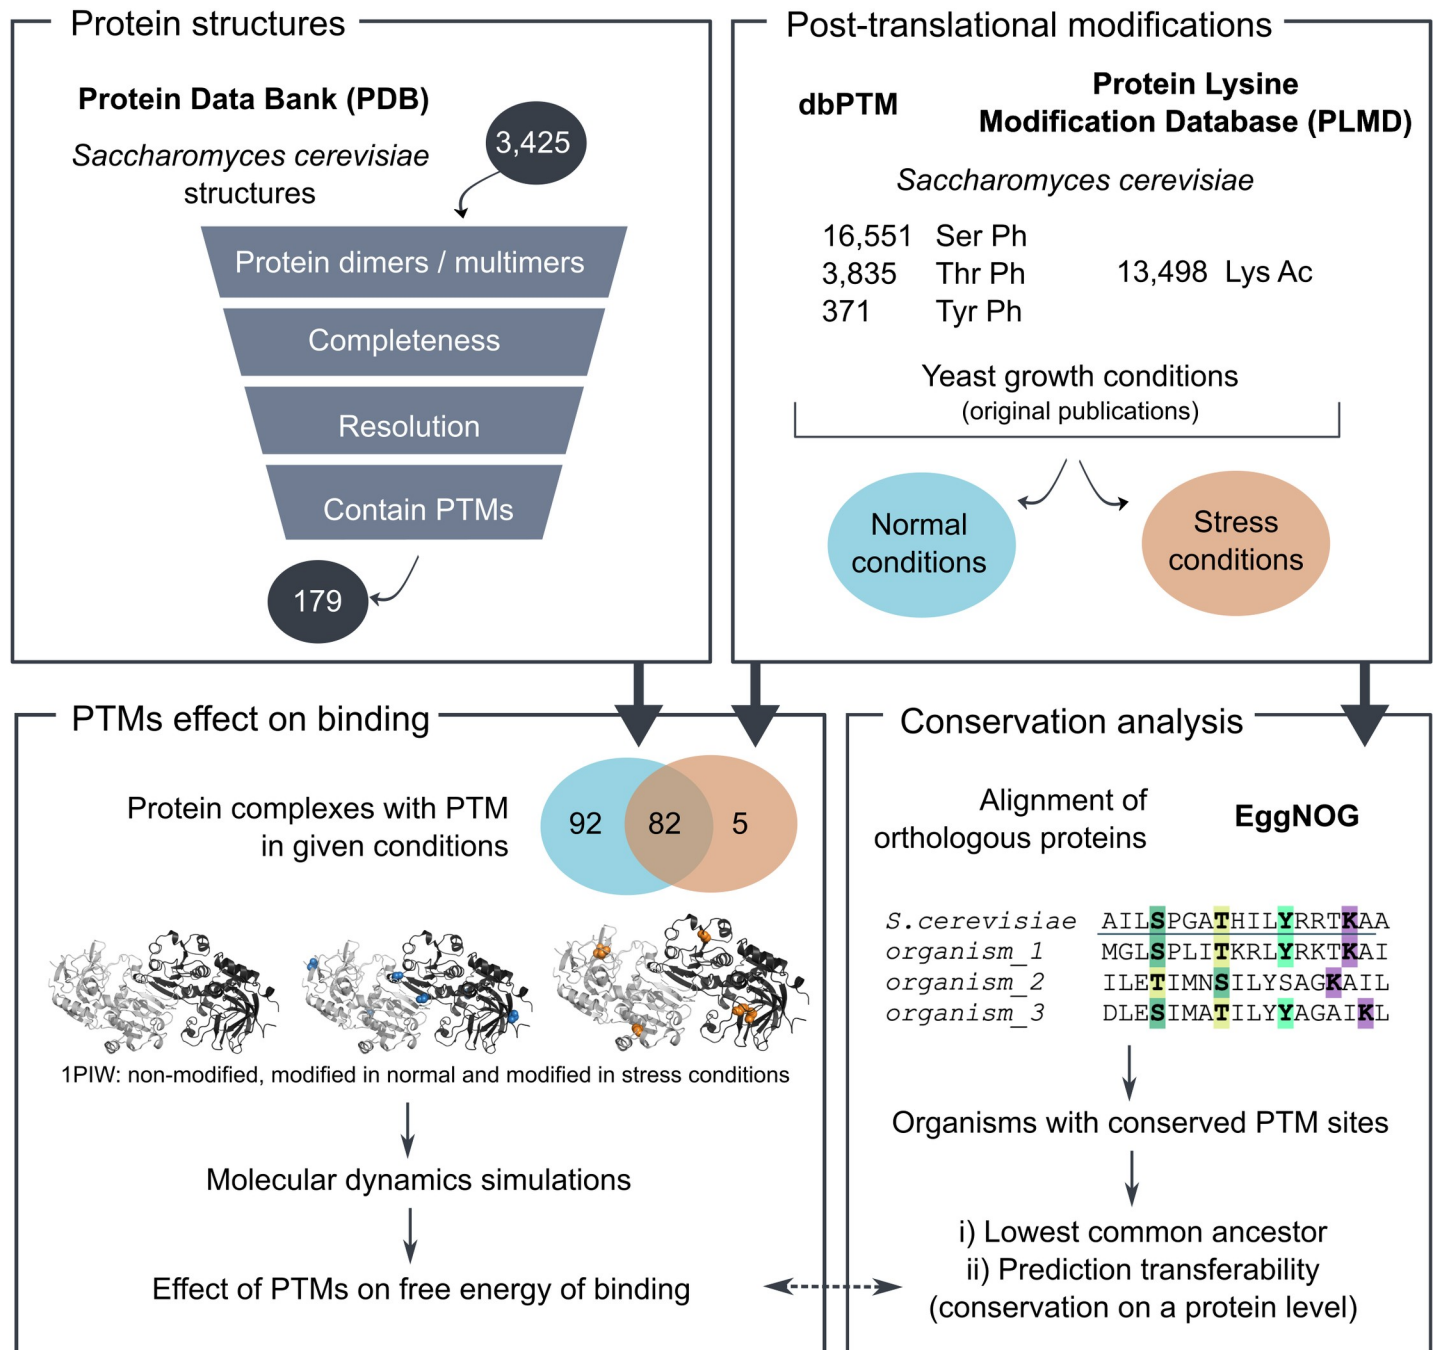 Protein structures
Protein Data Bank (PDB)
3,425
Saccharomyces cerevisiae
structures
Protein dimers / multimers
Completeness
Resolution
Contain PTMs
179
Post-translational modifications
dbPTM
Protein Lysine
Modification Database (PLMD)
Saccharomyces cerevisiae
16,551 Ser Ph
3,835 Thr Ph
371 Tyr Ph
13,498 Lys Ac
Yeast growth conditions
(original publications)
Normal
conditions
Stress
conditions
PTMs effect on binding
Protein complexes with PTM
in given conditions
92 82 5
1PIW: non-modified, modified in normal and modified in stress conditions
Molecular dynamics simulations
Effect of PTMs on free energy of binding
Conservation analysis
Alignment of
orthologous proteins
EggNOG
S.cerevisiae AILSPGATHILYRRTKAA
organism_1 MGLSPLITKRLYRKTKAI
organism_2 ILETIMNSILYSAGKAIL
organism_3 DLESIMATILYYAGAIKL
Organisms with conserved PTM sites
i) Lowest common ancestor
ii) Prediction transferability
(conservation on a protein level)